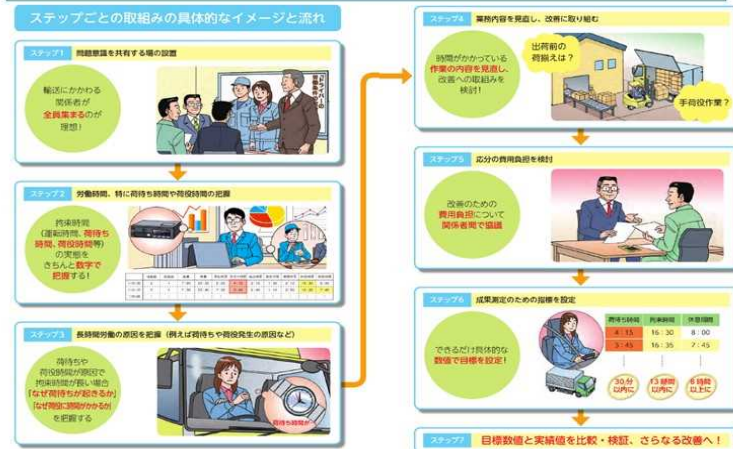 ステップごとの取組みの具体的なイメージと流れ
ステップ1 問題意識を共有する場の設置
輸送にかかわる
関係者が
全員集まるのが
理想!
ステップ2 労働時間、特に荷待ち時間や荷役時間の把握
拘束時間
(運転時間、荷待ち
時間、荷役時間等)
の実態を
きちんと数字で
把握する!
ステップ3 長時間労働の原因を把握(例えば荷待ちや荷役発生の原因など)
荷待ちや
荷役時間が原因で
拘束時間が長い場合
「なぜ荷待ちが起きるか」
「なぜ荷役に時間がかかるか」
を把握する
荷待ち時間が
ステップ4 業務内容を見直し、改善に取り組む
時間がかかっている
作業の内容を見直し、
改善への取組みを
検討!
出荷前の
荷揃えは?
手荷役作業?
ステップ5 応分の費用負担を検討
改善のための
費用負担について
関係者間で協議
ステップ6 成果測定のための指標を設定
できるだけ具体的な
数値で目標を設定!
荷待ち時間 拘束時間 休息期間
4:15 16:30 8:00
3:45 16:35 7:45
30分
以内に
13時間
以内に
8時間
以上に
ステップ7 目標数値と実績値を比較・検証、さらなる改善へ!